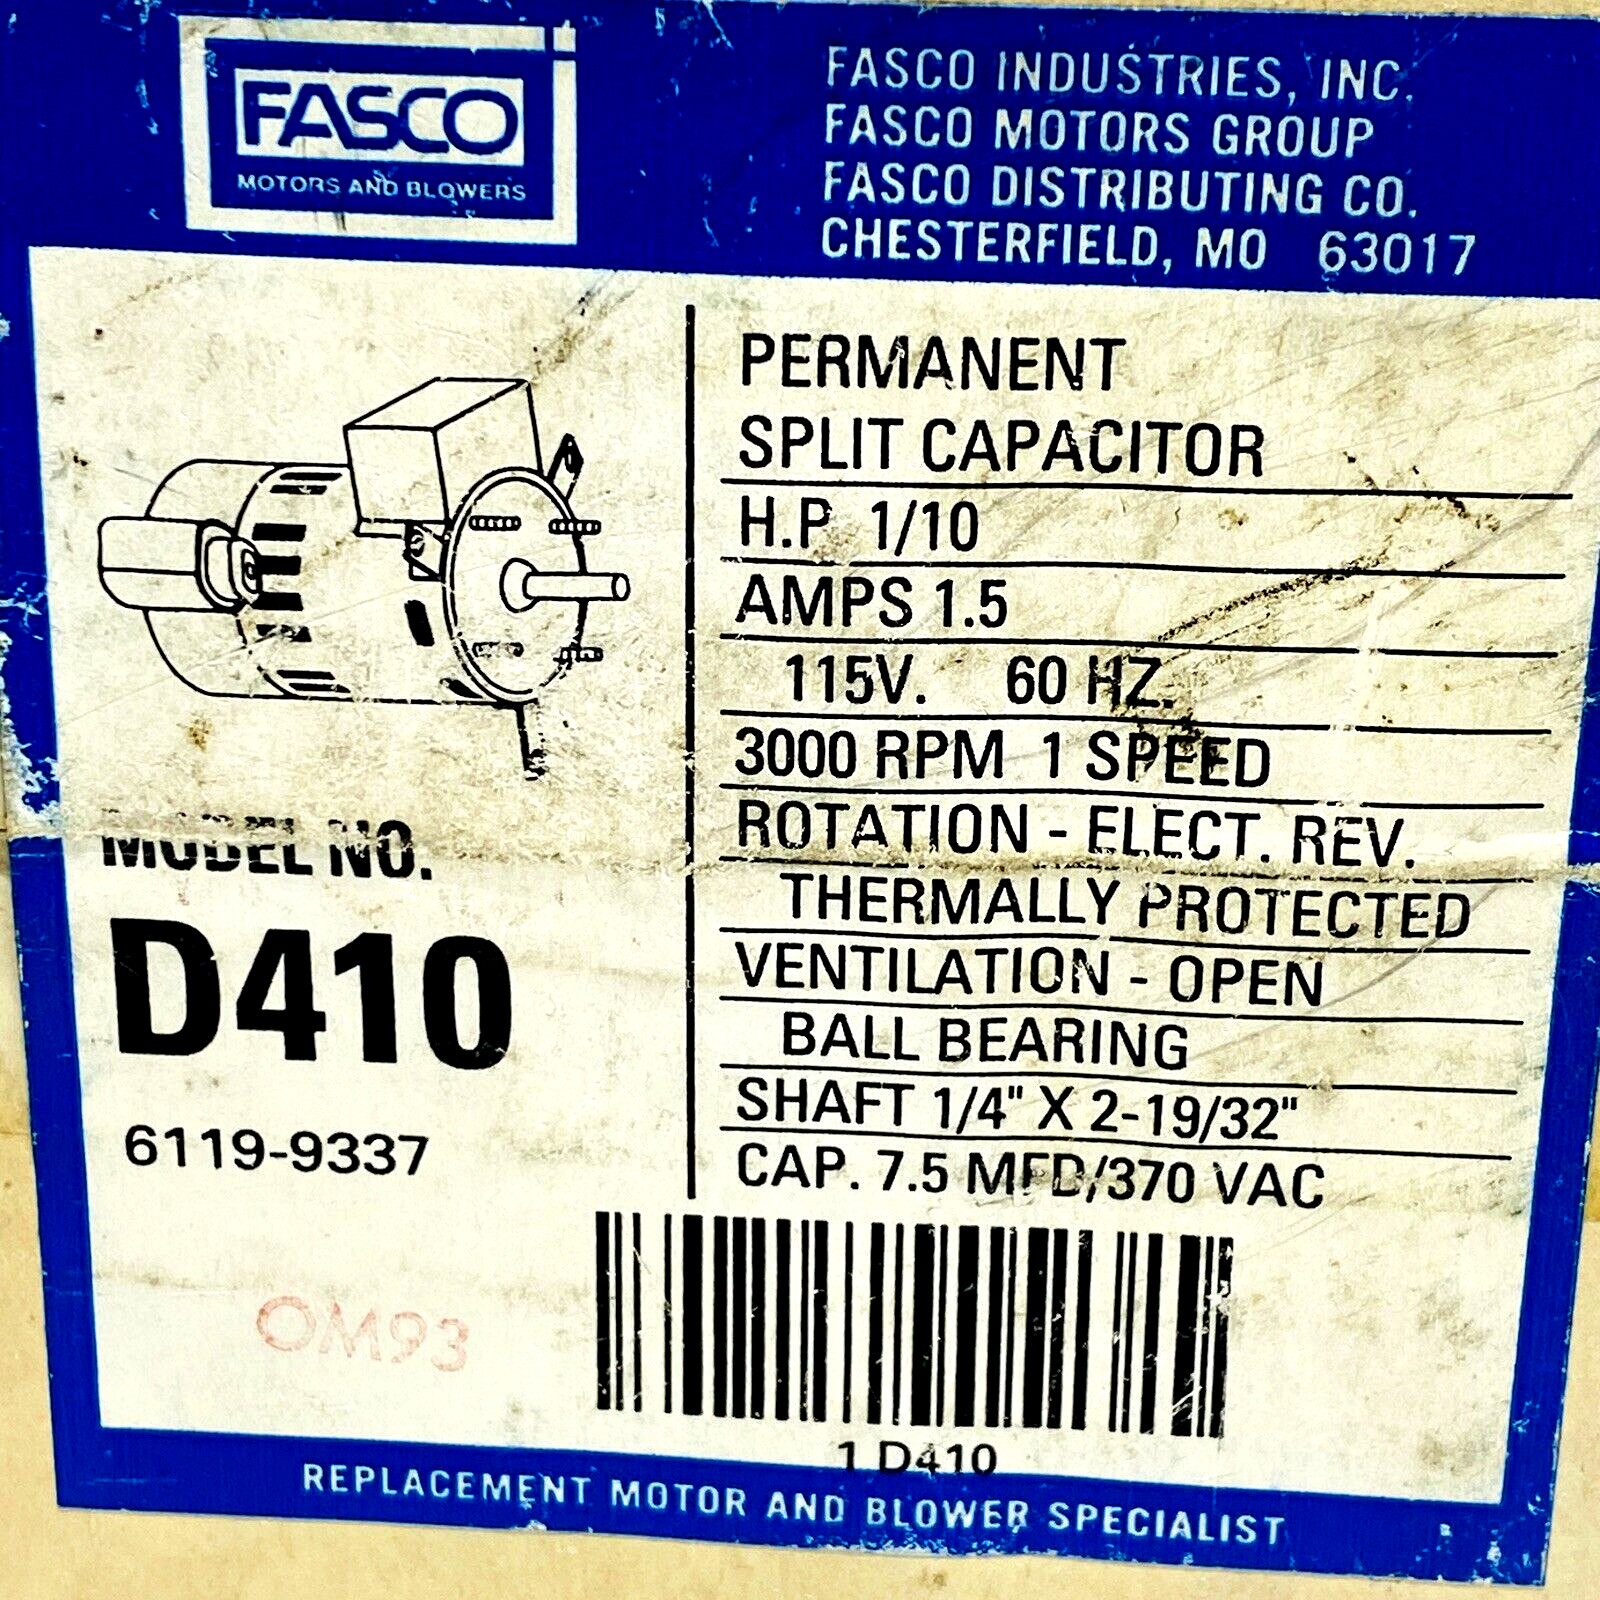 FASCO
MOTORS AND BLOWERS
FASCO INDUSTRIES, INC.
FASCO MOTORS GROUP
FASCO DISTRIBUTING CO.
CHESTERFIELD, MO 63017
PERMANENT
SPLIT CAPACITOR
H.P. 1/10
AMPS 1.5
115V. 60 HZ.
3000 RPM 1 SPEED
ROTATION - ELECT. REV.
THERMALLY PROTECTED
VENTILATION - OPEN
BALL BEARING
SHAFT 1/4" X 2-19/32"
CAP. 7.5 MFD/370 VAC
MODEL NO.
D410
6119-9337
OM93
1 D410
REPLACEMENT MOTOR AND BLOWER SPECIALIST